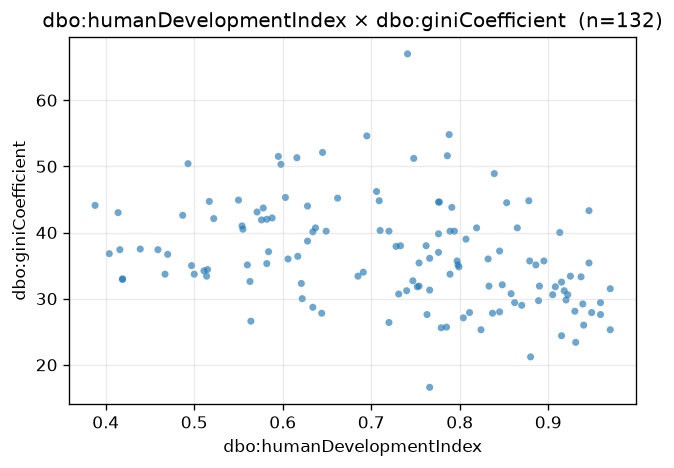 dbo:humanDevelopmentIndex × dbo:giniCoefficient  (n=132)
60
50
40
30
20
dbo:giniCoefficient
0.4 0.5 0.6 0.7 0.8 0.9
dbo:humanDevelopmentIndex